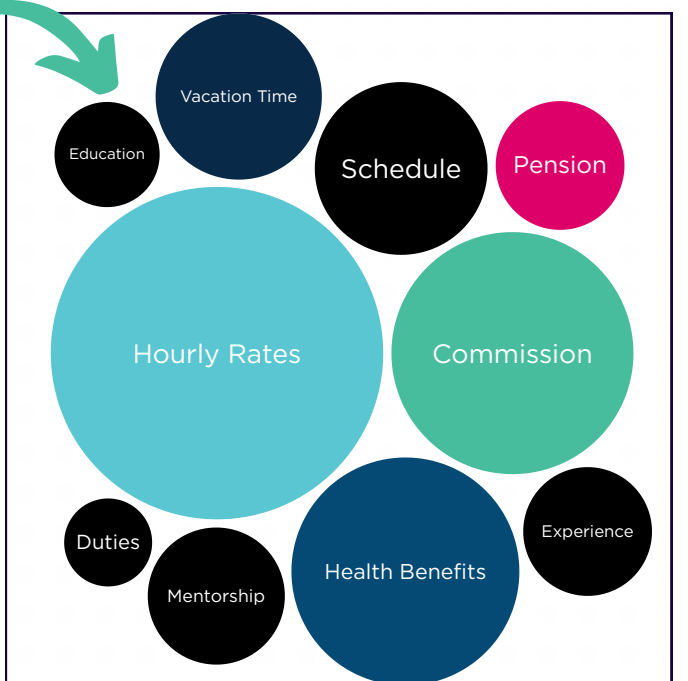 Vacation Time
Education
Schedule
Pension
Hourly Rates
Commission
Duties
Mentorship
Health Benefits
Experience